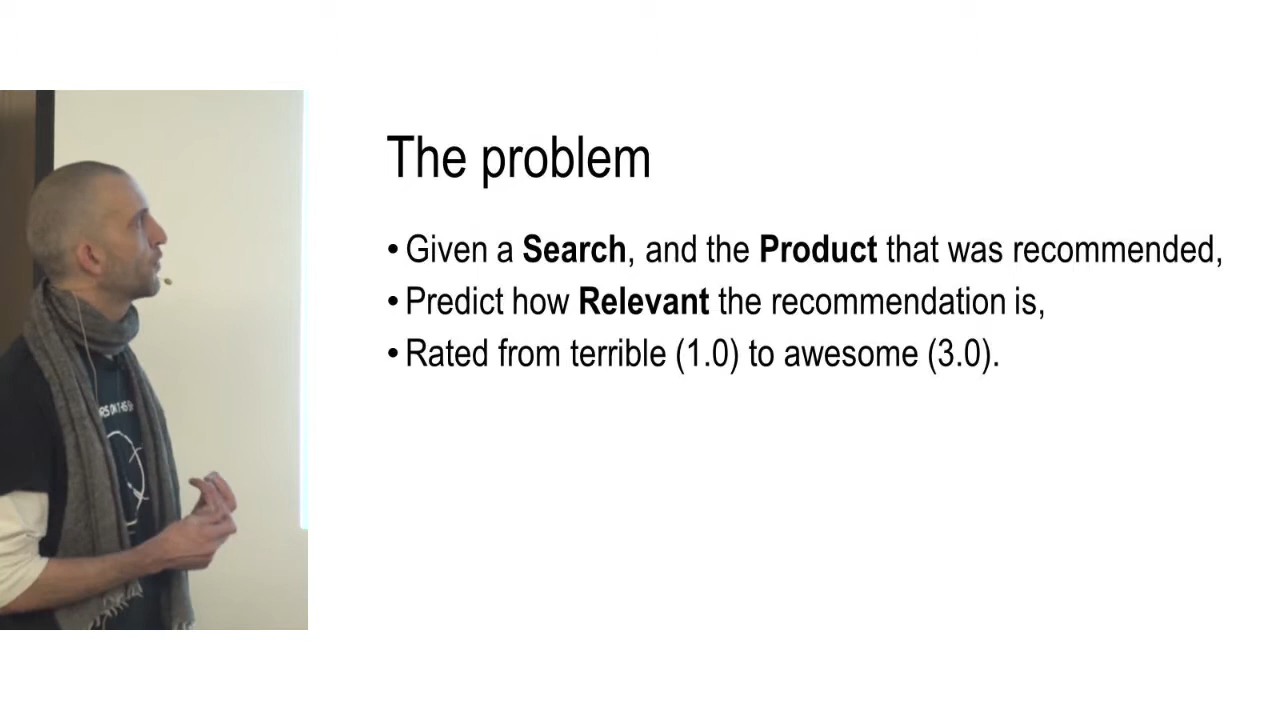 The problem
• Given a Search, and the Product that was recommended,
• Predict how Relevant the recommendation is,
• Rated from terrible (1.0) to awesome (3.0).